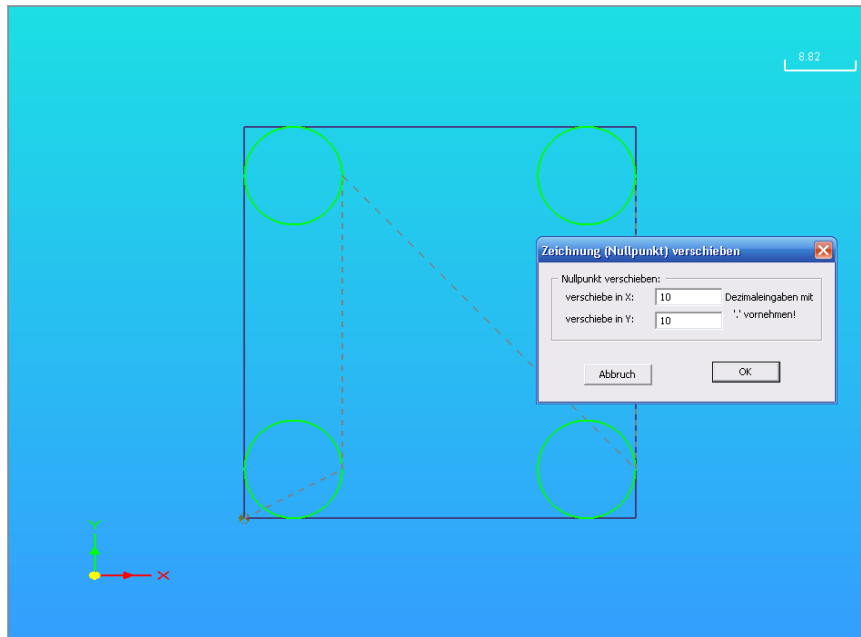 8.82
Zeichnung (Nullpunkt) verschieben
Nullpunkt verschieben:
verschiebe in X: 10 Dezimaleingaben mit
verschiebe in Y: 10 '.' vornehmen!
Abbruch OK
Y
X